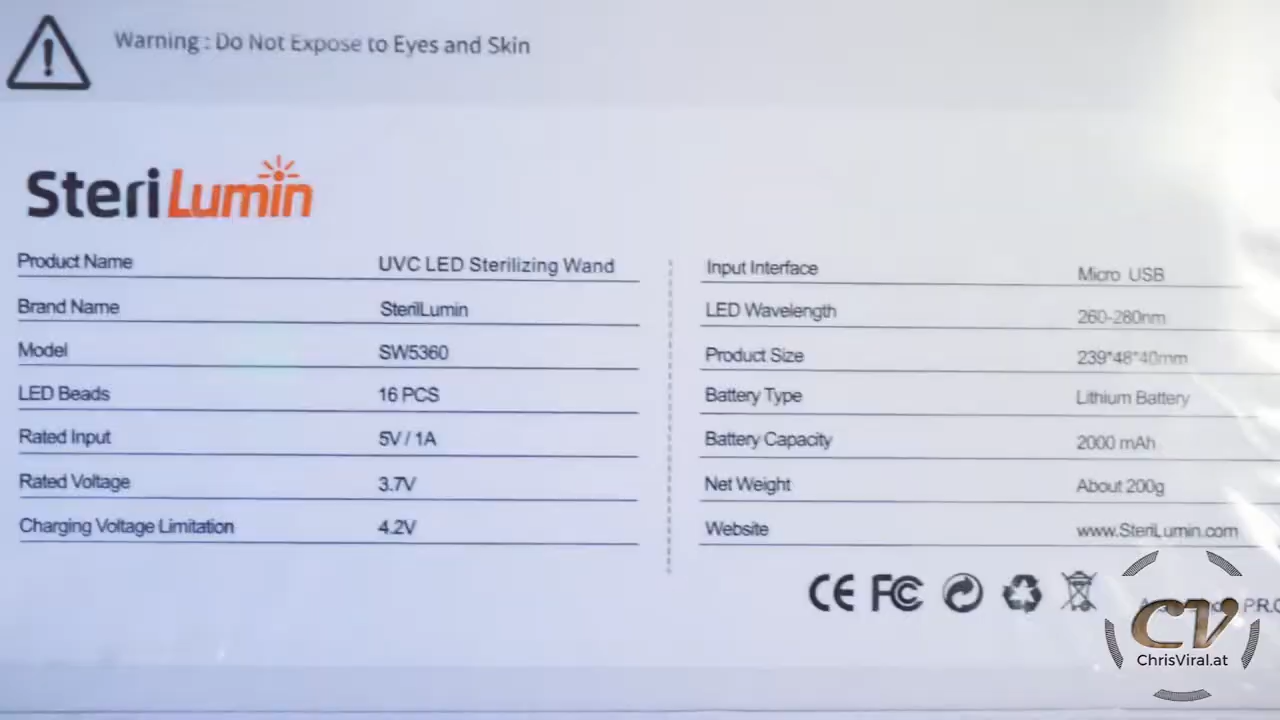 Warning : Do Not Expose to Eyes and Skin
SteriLumin
Product Name UVC LED Sterilizing Wand
Brand Name SterilLumin
Model SW5360
LED Beads 16 PCS
Rated Input 5V / 1A
Rated Voltage 3.7V
Charging Voltage Limitation 4.2V
Input Interface Micro USB
LED Wavelength 260-280nm
Product Size 239*48*40mm
Battery Type Lithium Battery
Battery Capacity 2000 mAh
Net Weight About 200g
Website www.SteriLumin.com
CE FC
CV
ChrisViral.at